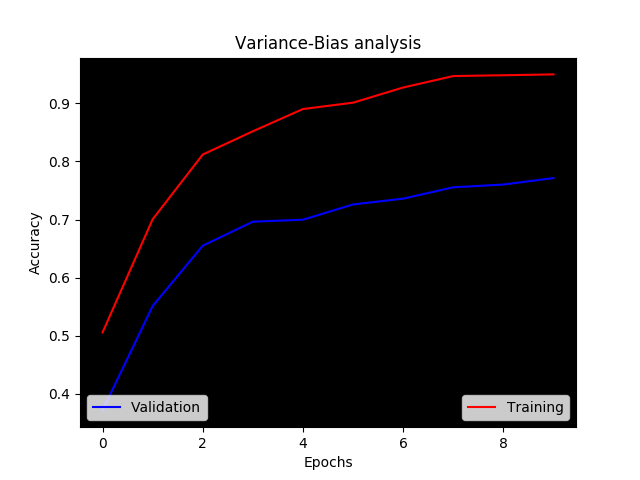 Variance-Bias analysis
Accuracy
0.9
0.8
0.7
0.6
0.5
0.4
Validation
Training
0 2 4 6 8
Epochs